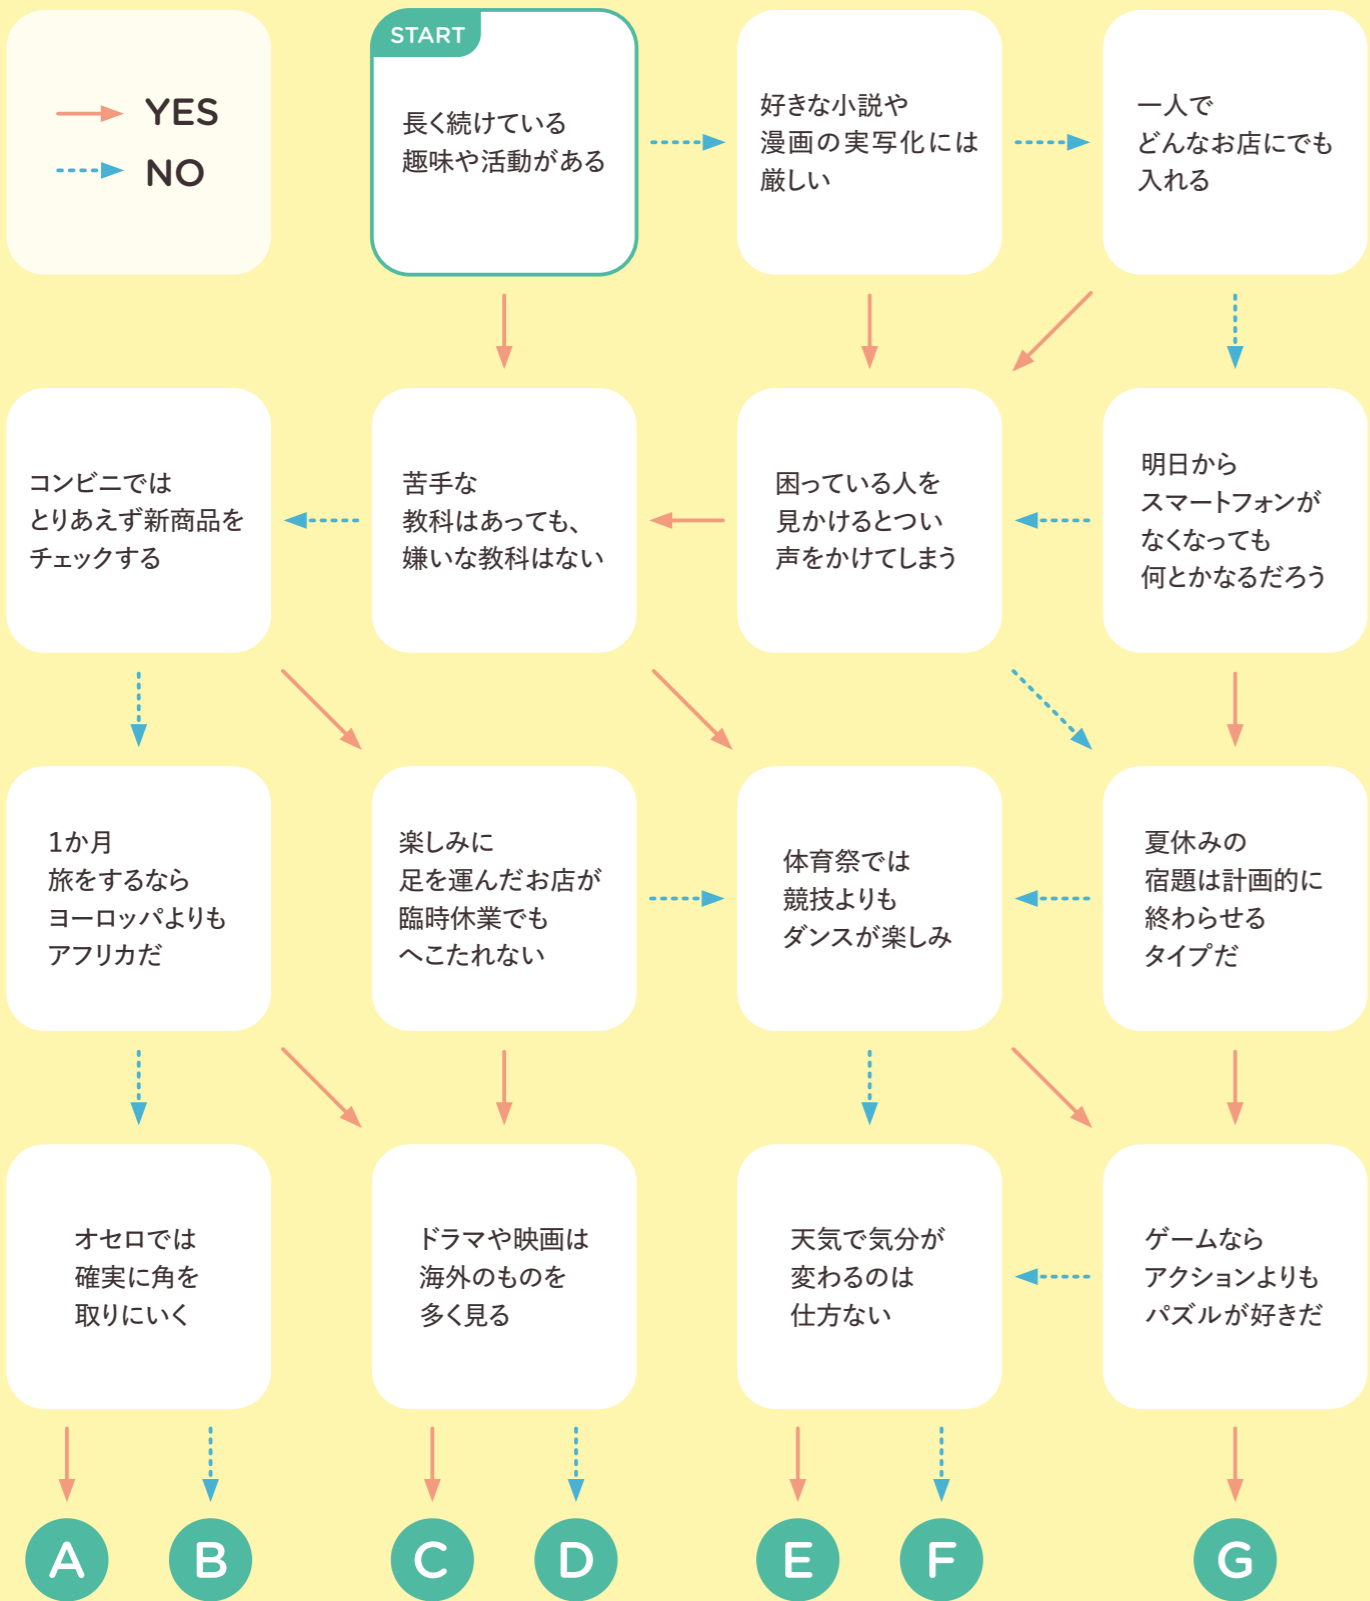 YES
NO
START
長く続けている
趣味や活動がある
好きな小説や
漫画の実写化には
厳しい
一人で
どんなお店にでも
入れる
コンビニでは
とりあえず新商品を
チェックする
苦手な
教科はあっても、
嫌いな教科はない
困っている人を
見かけるとつい
声をかけてしまう
明日から
スマートフォンが
なくなっても
何とかなるだろう
1か月
旅をするなら
ヨーロッパよりも
アフリカだ
楽しみに
足を運んだお店が
臨時休業でも
へこたれない
体育祭では
競技よりも
ダンスが楽しみ
夏休みの
宿題は計画的に
終わらせる
タイプだ
オセロでは
確実に角を
取りにいく
ドラマや映画は
海外のものを
多く見る
天気で気分が
変わるのは
仕方ない
ゲームなら
アクションよりも
パズルが好きだ
A
B
C
D
E
F
G